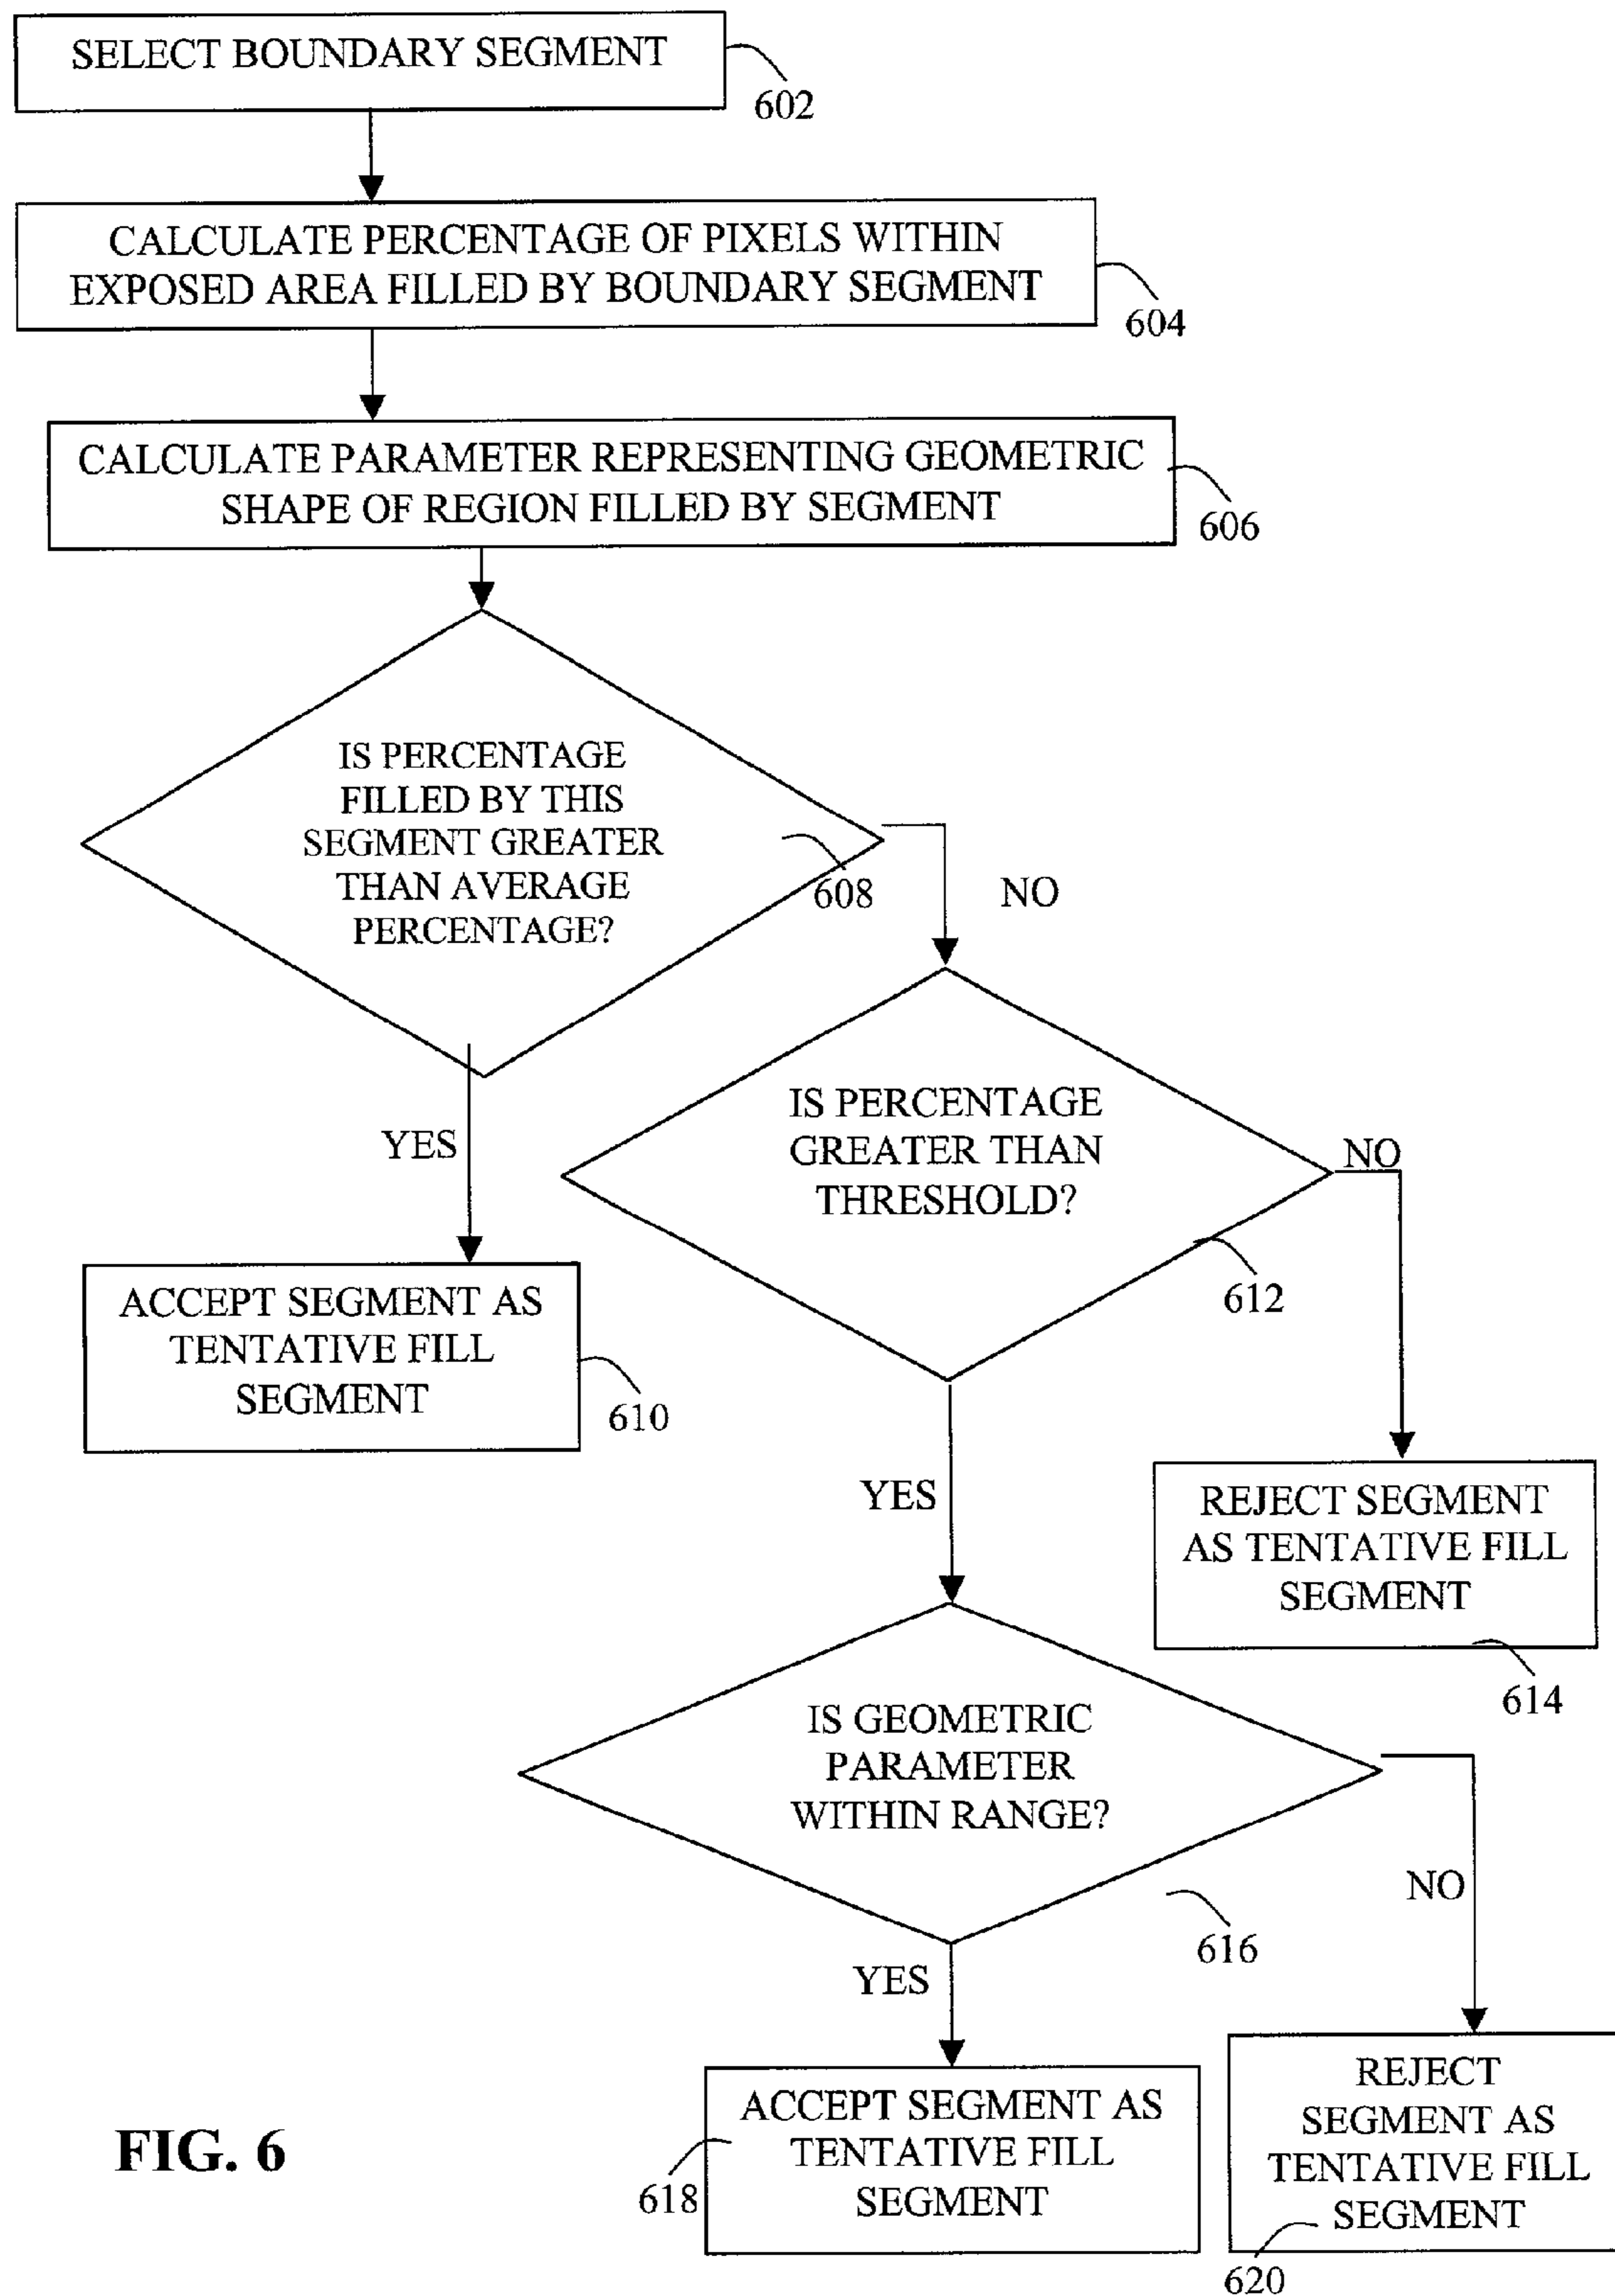 SELECT BOUNDARY SEGMENT
602
CALCULATE PERCENTAGE OF PIXELS WITHIN
EXPOSED AREA FILLED BY BOUNDARY SEGMENT
604
CALCULATE PARAMETER REPRESENTING GEOMETRIC
SHAPE OF REGION FILLED BY SEGMENT
606
IS PERCENTAGE
FILLED BY THIS
SEGMENT GREATER
THAN AVERAGE
PERCENTAGE?
608
NO
YES
ACCEPT SEGMENT AS
TENTATIVE FILL
SEGMENT
610
IS PERCENTAGE
GREATER THAN
THRESHOLD?
612
NO
YES
REJECT SEGMENT
AS TENTATIVE FILL
SEGMENT
614
IS GEOMETRIC
PARAMETER
WITHIN RANGE?
616
NO
YES
ACCEPT SEGMENT AS
TENTATIVE FILL
SEGMENT
618
REJECT
SEGMENT AS
TENTATIVE FILL
SEGMENT
620
FIG. 6